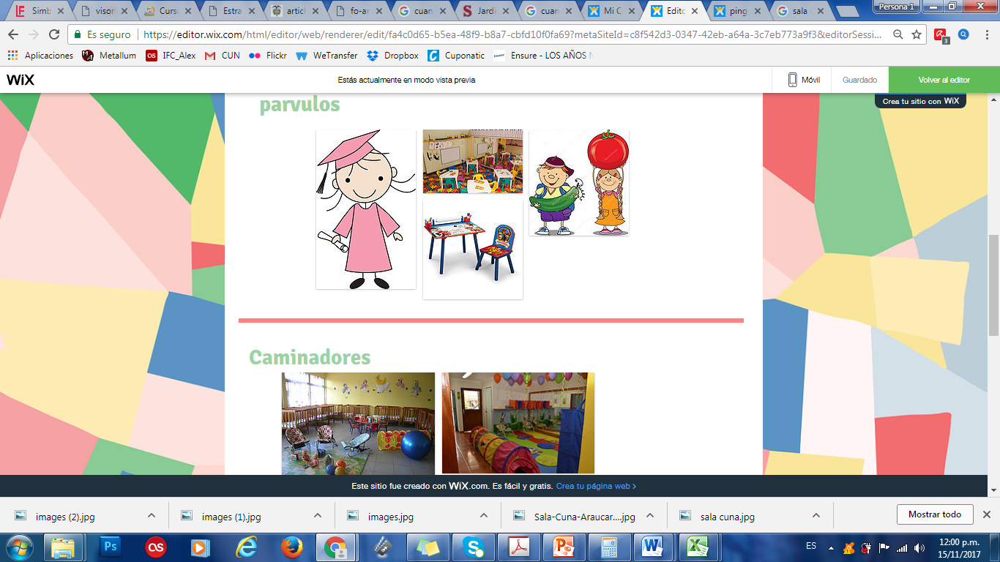 Simb
visori
Curso
Estra
articl
fo-ar
cuan
Jardi
cuan
Mi C
Edito
ping
sala
Persona 1
Es seguro
https://editor.wix.com/html/editor/web/renderer/edit/fa4c0d65-b5ea-48f9-b8a7-cbfd10f0fa69?metaSiteId=c8f542d3-0347-42eb-a64a-3c7eb773a9f3&editorSessi...
3
Aplicaciones
Metallum
IFC_Alex
CUN
Flickr
WeTransfer
Dropbox
Cuponatic
Ensure - LOS AÑOS
WiX
Estás actualmente en modo vista previa
Móvil
Guardado
Volver al editor
Crea tu sitio con WiX
parvulos
Caminadores
Este sitio fue creado con WiX.com. Es fácil y gratis. Crea tu página web >
images (2).jpg
images (1).jpg
images.jpg
Sala-Cuna-Araucar....jpg
sala cuna.jpg
Mostrar todo
ES
12:00 p.m.
15/11/2017